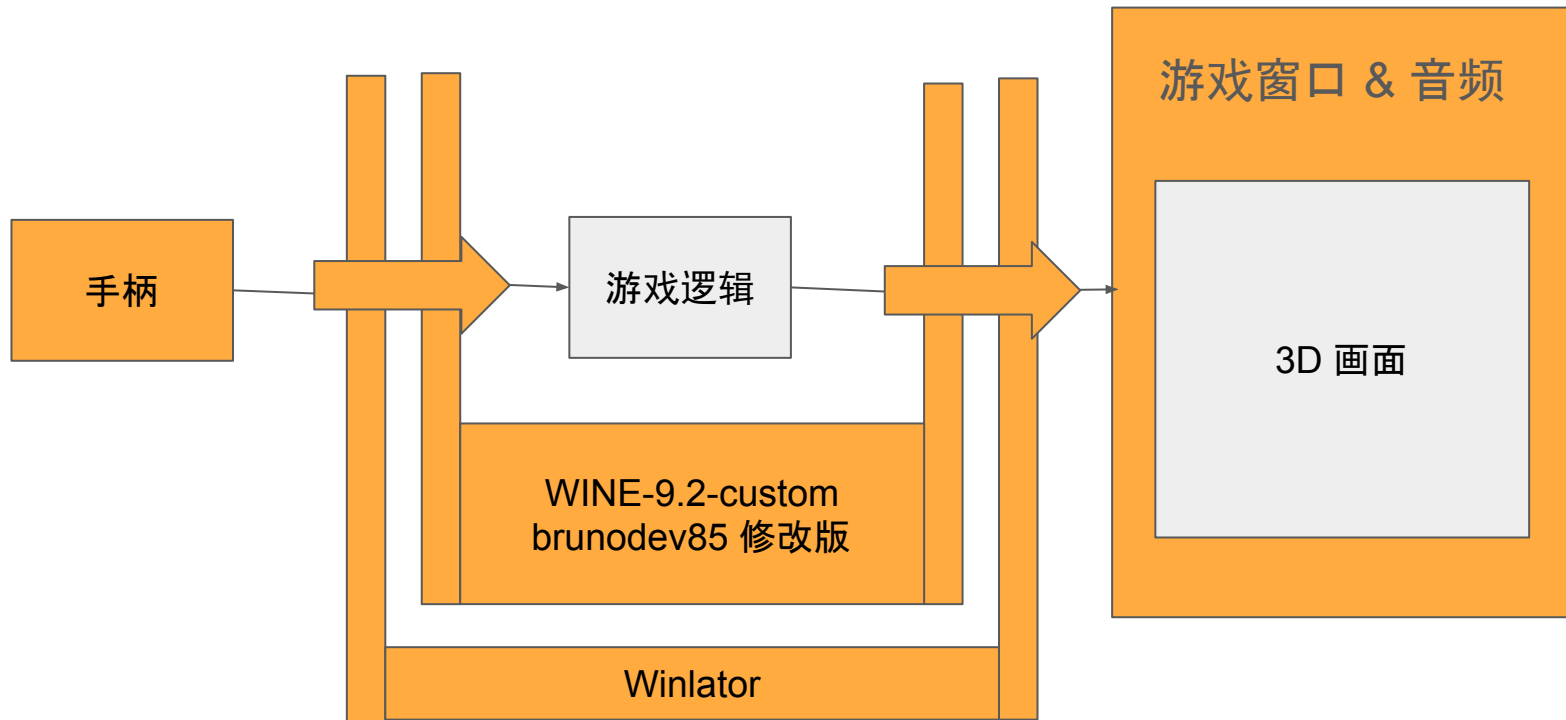 游戏窗口 & 音频
手柄
游戏逻辑
3D 画面
WINE-9.2-custom
brunodev85 修改版
Winlator